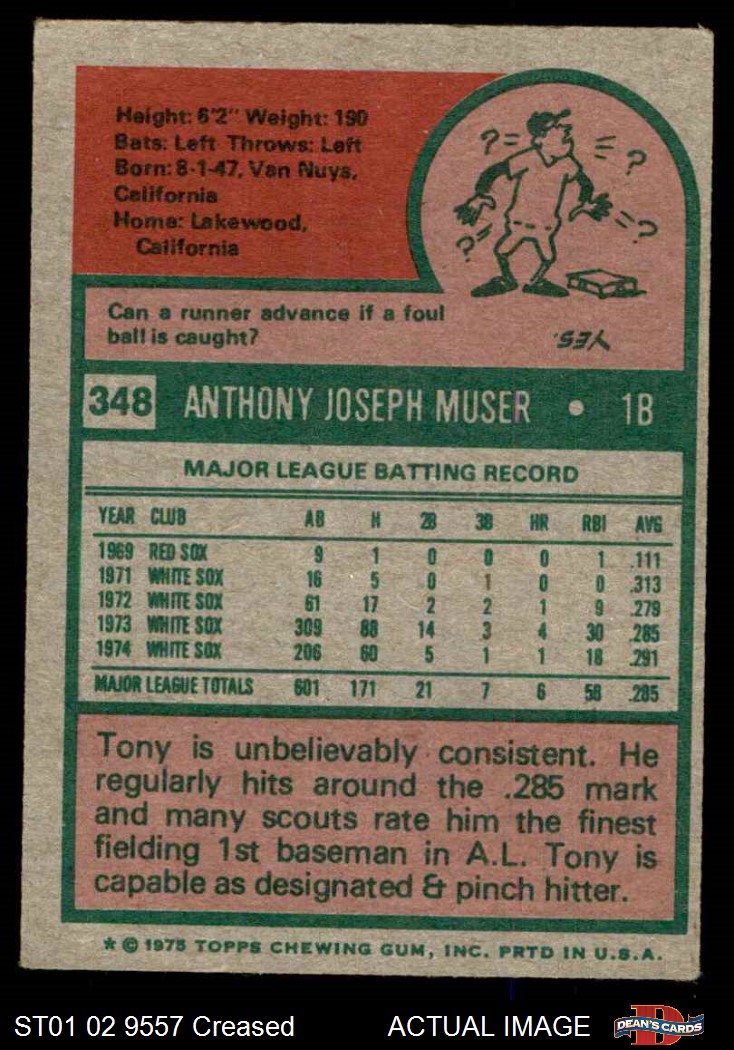 Height: 6'2" Weight: 190
Bats: Left Throws: Left
Born: 8-1-47, Van Nuys,
California
Home: Lakewood,
California
? = = ?
? = ?
Can a runner advance if a foul
ball is caught?
YES.
348 ANTHONY JOSEPH MUSER • 1B
MAJOR LEAGUE BATTING RECORD
YEAR CLUB AB H 2B 3B HR RBI AVG
1969 RED SOX 9 1 0 0 0 1 .111
1971 WHITE SOX 16 5 0 1 0 0 .313
1972 WHITE SOX 61 17 2 2 1 9 .279
1973 WHITE SOX 309 88 14 3 4 30 .285
1974 WHITE SOX 206 60 5 1 1 18 .291
MAJOR LEAGUE TOTALS 601 171 21 7 6 58 .285
Tony is unbelievably consistent. He
regularly hits around the .285 mark
and many scouts rate him the finest
fielding 1st baseman in A.L. Tony is
capable as designated & pinch hitter.
* © 1975 TOPPS CHEWING GUM, INC. PRTD IN U.S.A.
ST01 02 9557 Creased ACTUAL IMAGE
D
DEAN'S CARDS